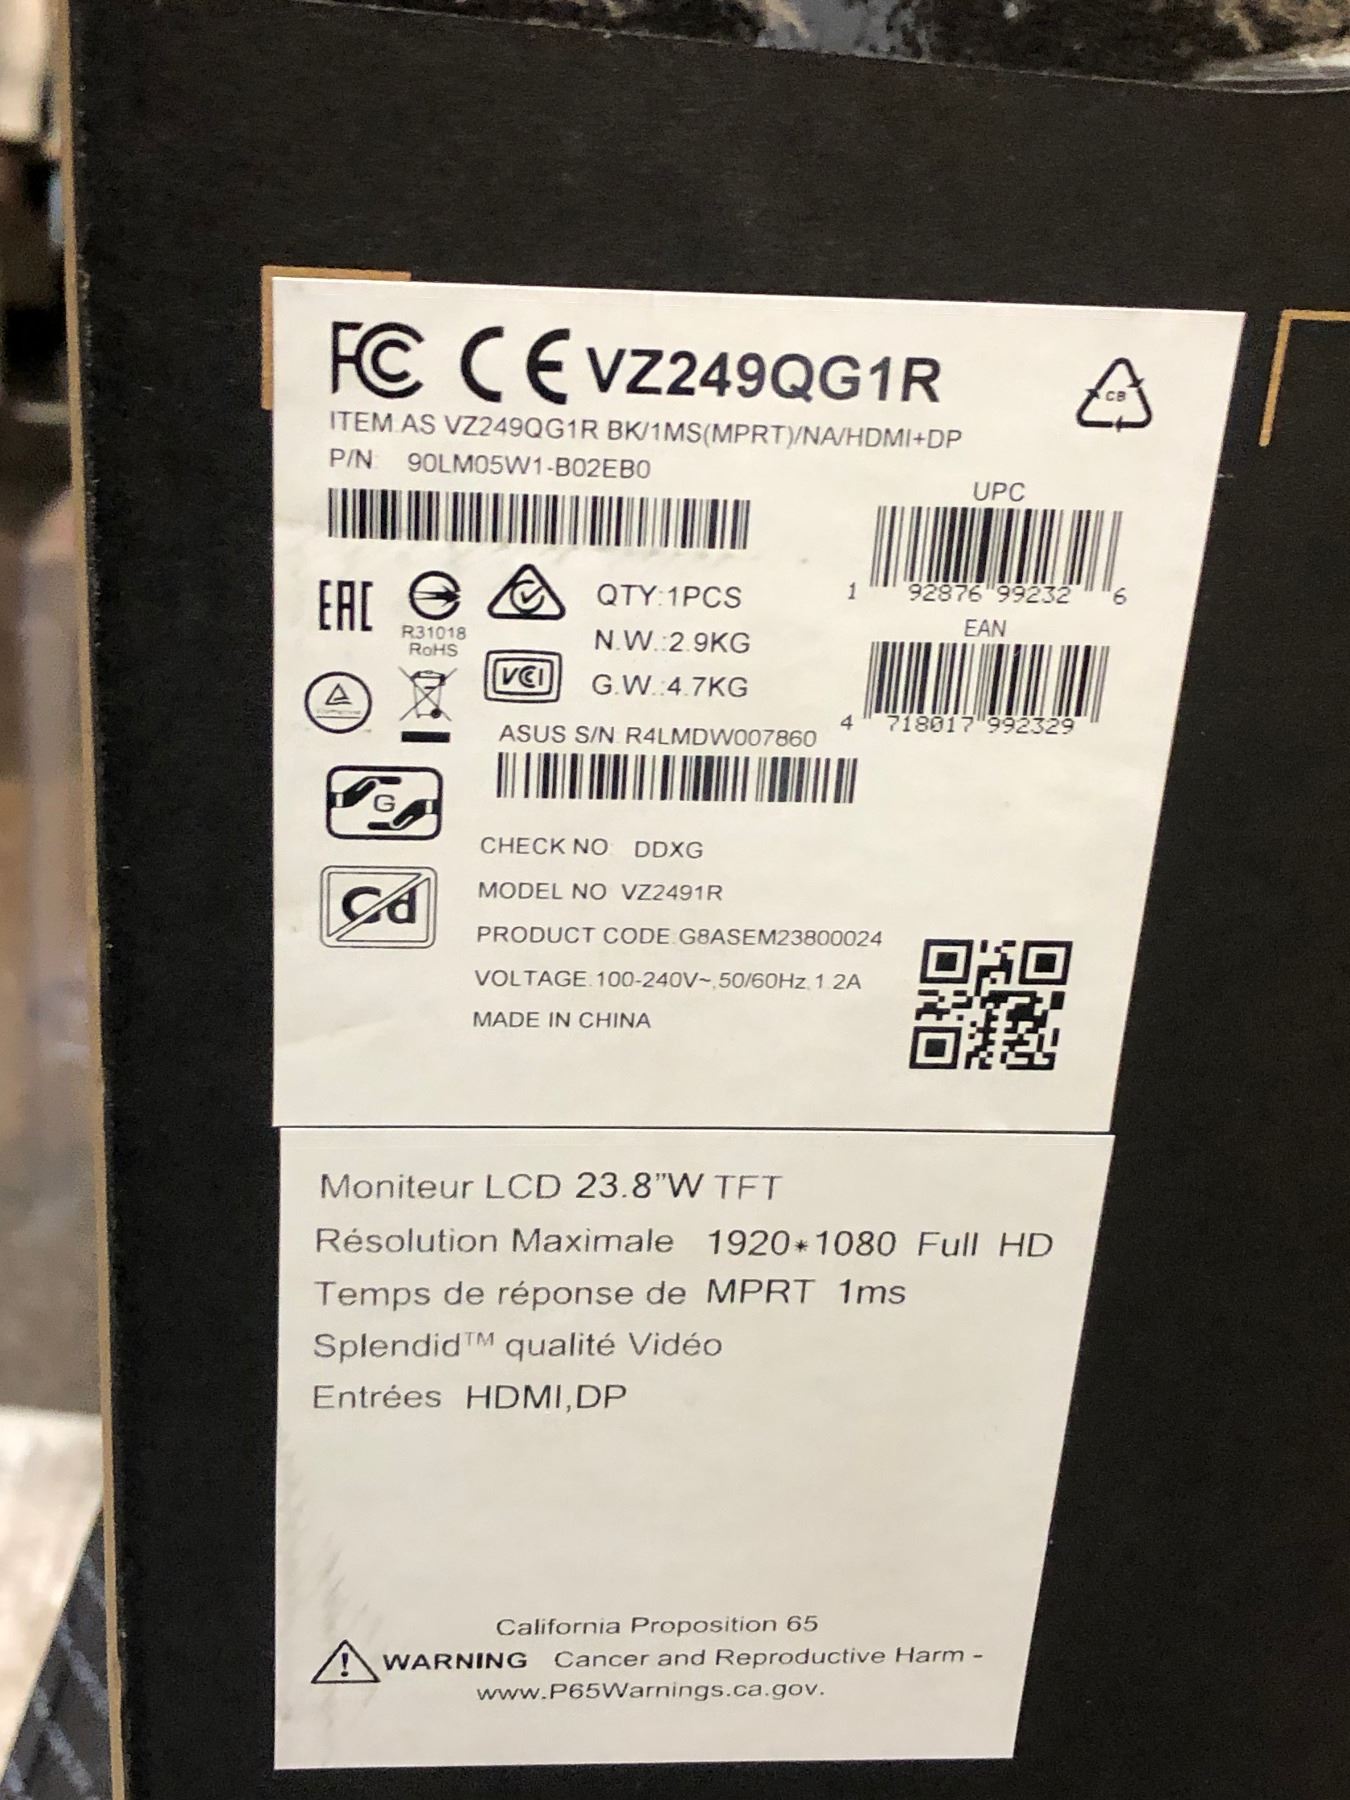 FC CE VZ249QG1R
CB
ITEM:AS VZ249QG1R BK/1MS(MPRT)/NA/HDMI+DP
P/N: 90LM05W1-B02EB0
UPC
1 92876 99232 6
EAC
R31018
RoHS
QTY:1PCS
N.W.:2.9KG
G.W.:4.7KG
EAN
4 718017 992329
VCCI
ASUS S/N:R4LMDW007860
G
CHECK NO: DDXG
Cd
MODEL NO: VZ2491R
PRODUCT CODE:G8ASEM23800024
VOLTAGE:100-240V~,50/60Hz,1.2A
MADE IN CHINA
Moniteur LCD 23.8"W TFT
Résolution Maximale 1920*1080 Full HD
Temps de réponse de MPRT 1ms
Splendid™ qualité Vidéo
Entrées HDMI,DP
California Proposition 65
! WARNING Cancer and Reproductive Harm -
www.P65Warnings.ca.gov.